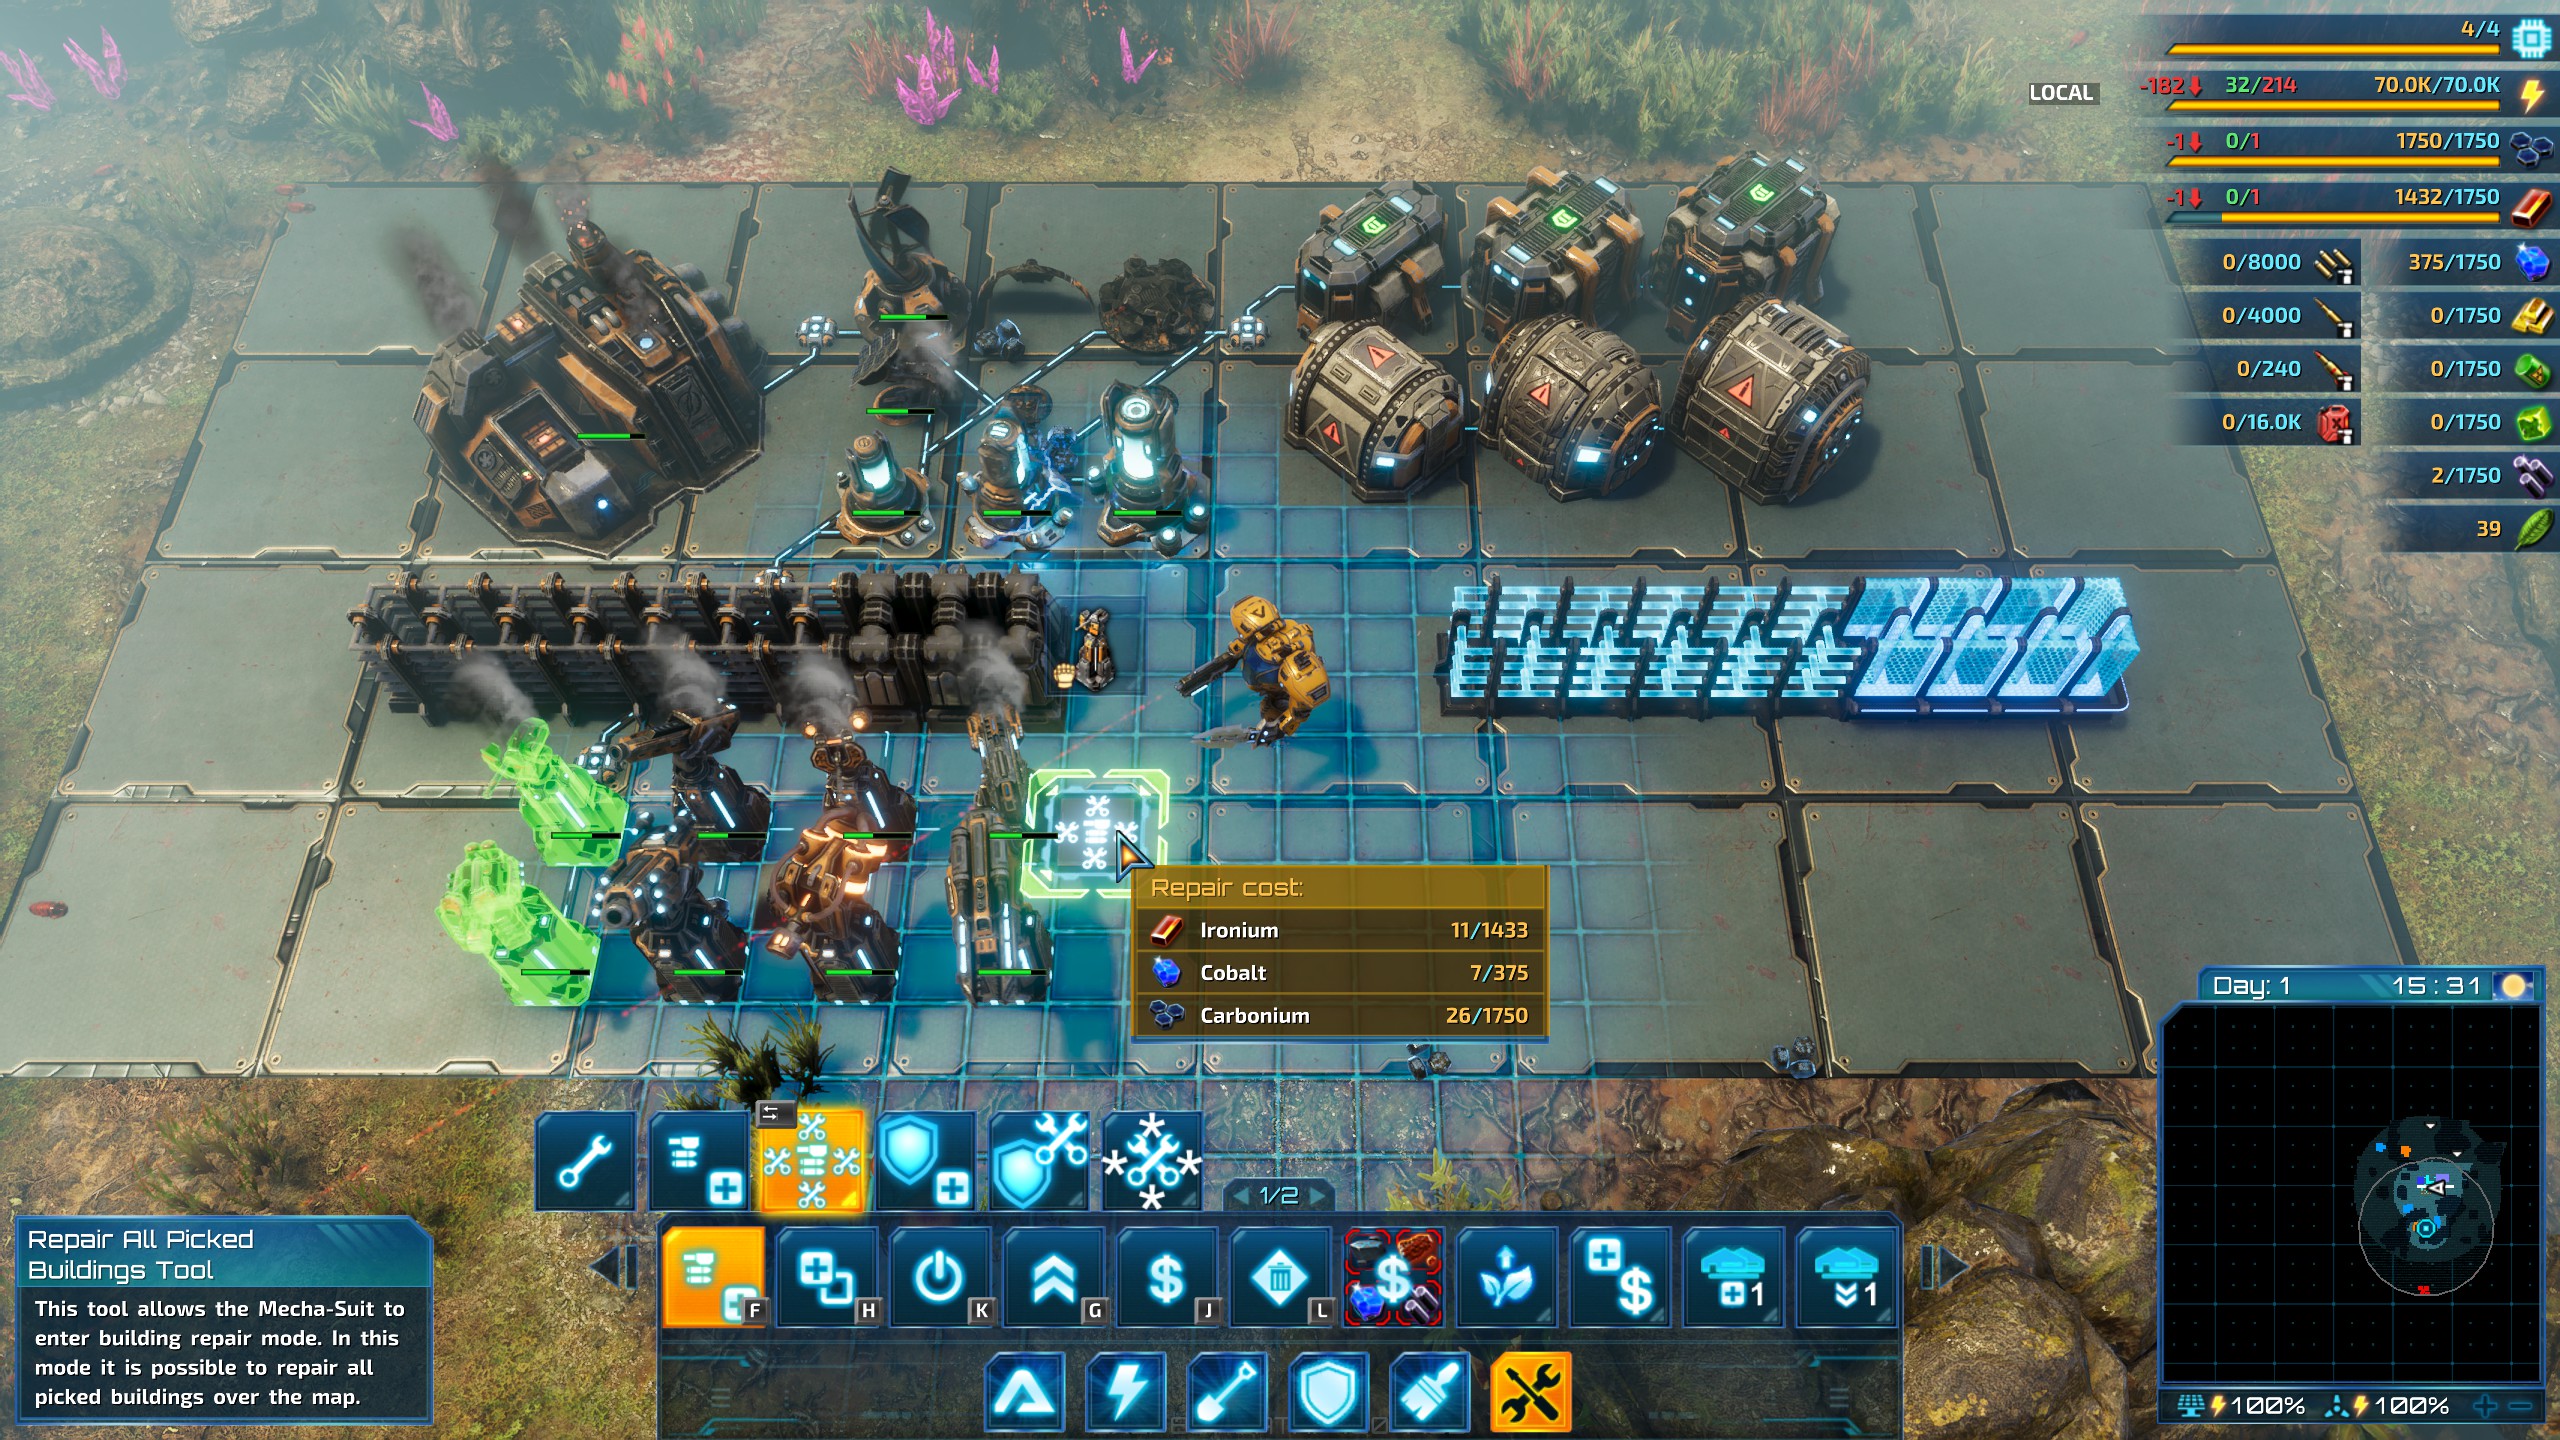 4/4
LOCAL
-182 32/214 70.0K/70.0K
-1 0/1 1750/1750
-1 0/1 1432/1750
0/8000 375/1750
0/4000 0/1750
0/240 0/1750
0/16.0K 0/1750
2/1750
39
Repair cost:
Ironium 11/1433
Cobalt 7/375
Carbonium 26/1750
Day: 1 15:31
1/2
F H K G J L 1 1
Repair All Picked
Buildings Tool
This tool allows the Mecha-Suit to
enter building repair mode. In this
mode it is possible to repair all
picked buildings over the map.
100% 100%